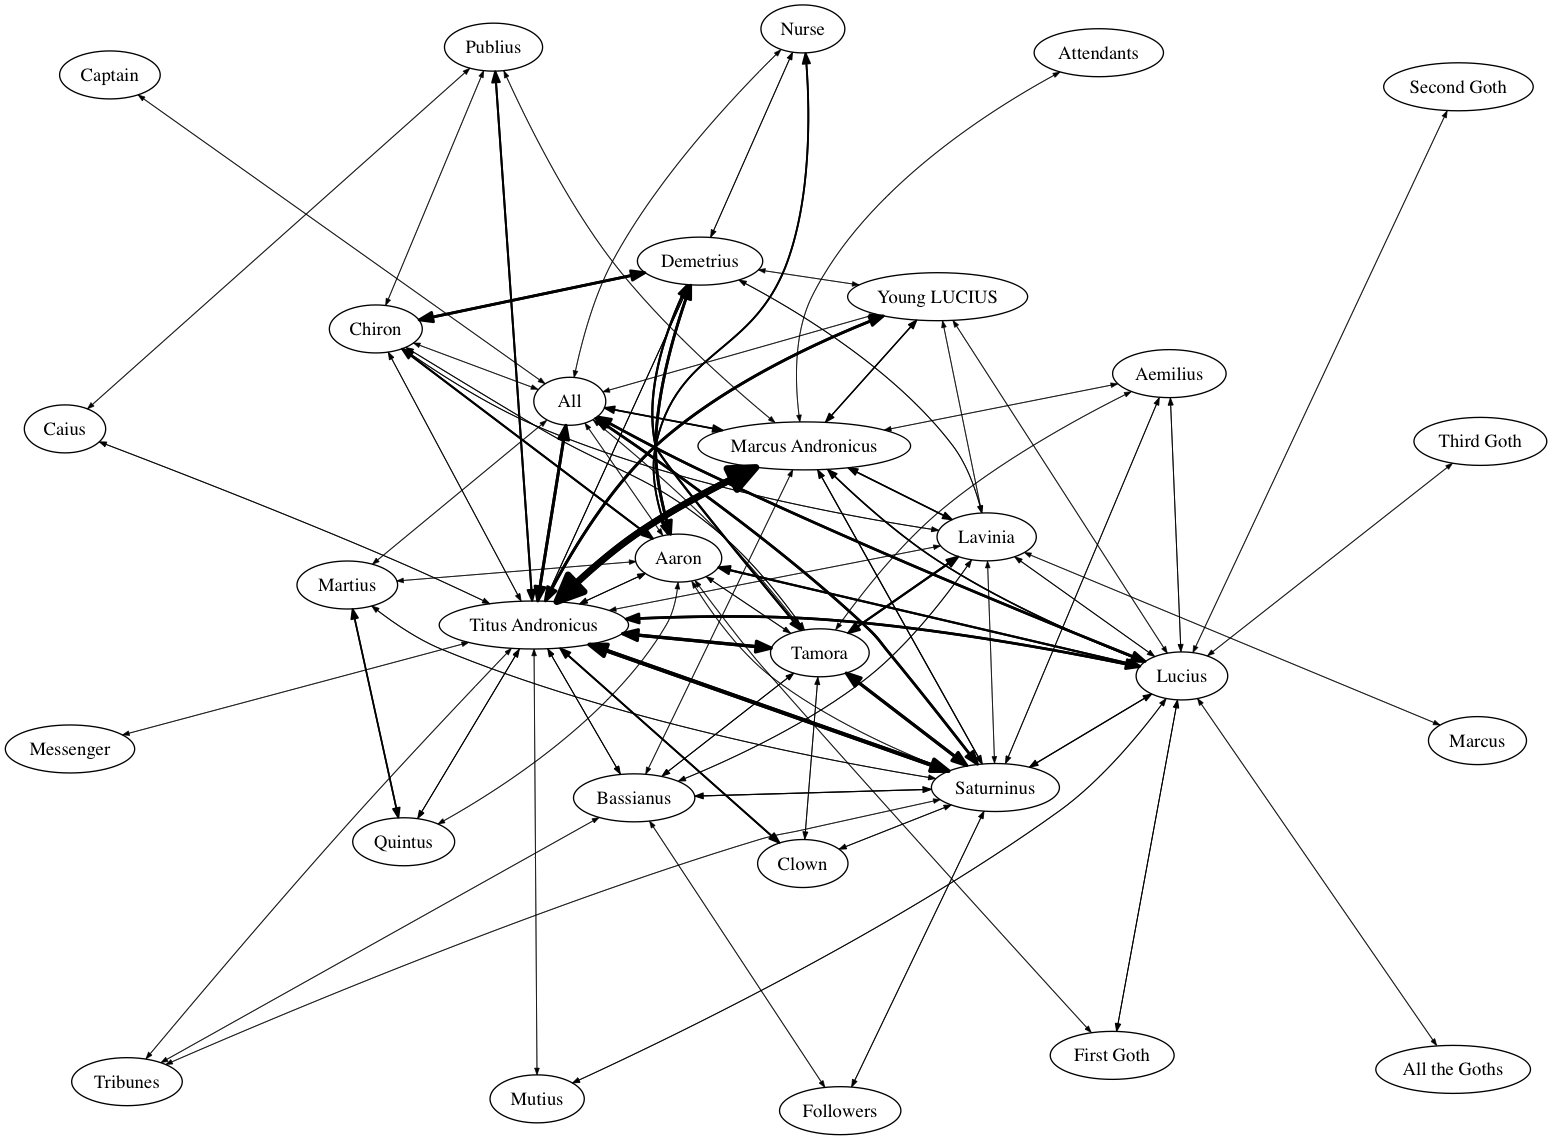 Nurse
Publius
Attendants
Captain
Second Goth
Demetrius
Young LUCIUS
Chiron
Aemilius
All
Caius
Third Goth
Marcus Andronicus
Lavinia
Aaron
Martius
Titus Andronicus
Tamora
Lucius
Messenger
Marcus
Saturninus
Bassianus
Quintus
Clown
First Goth
All the Goths
Tribunes
Mutius
Followers